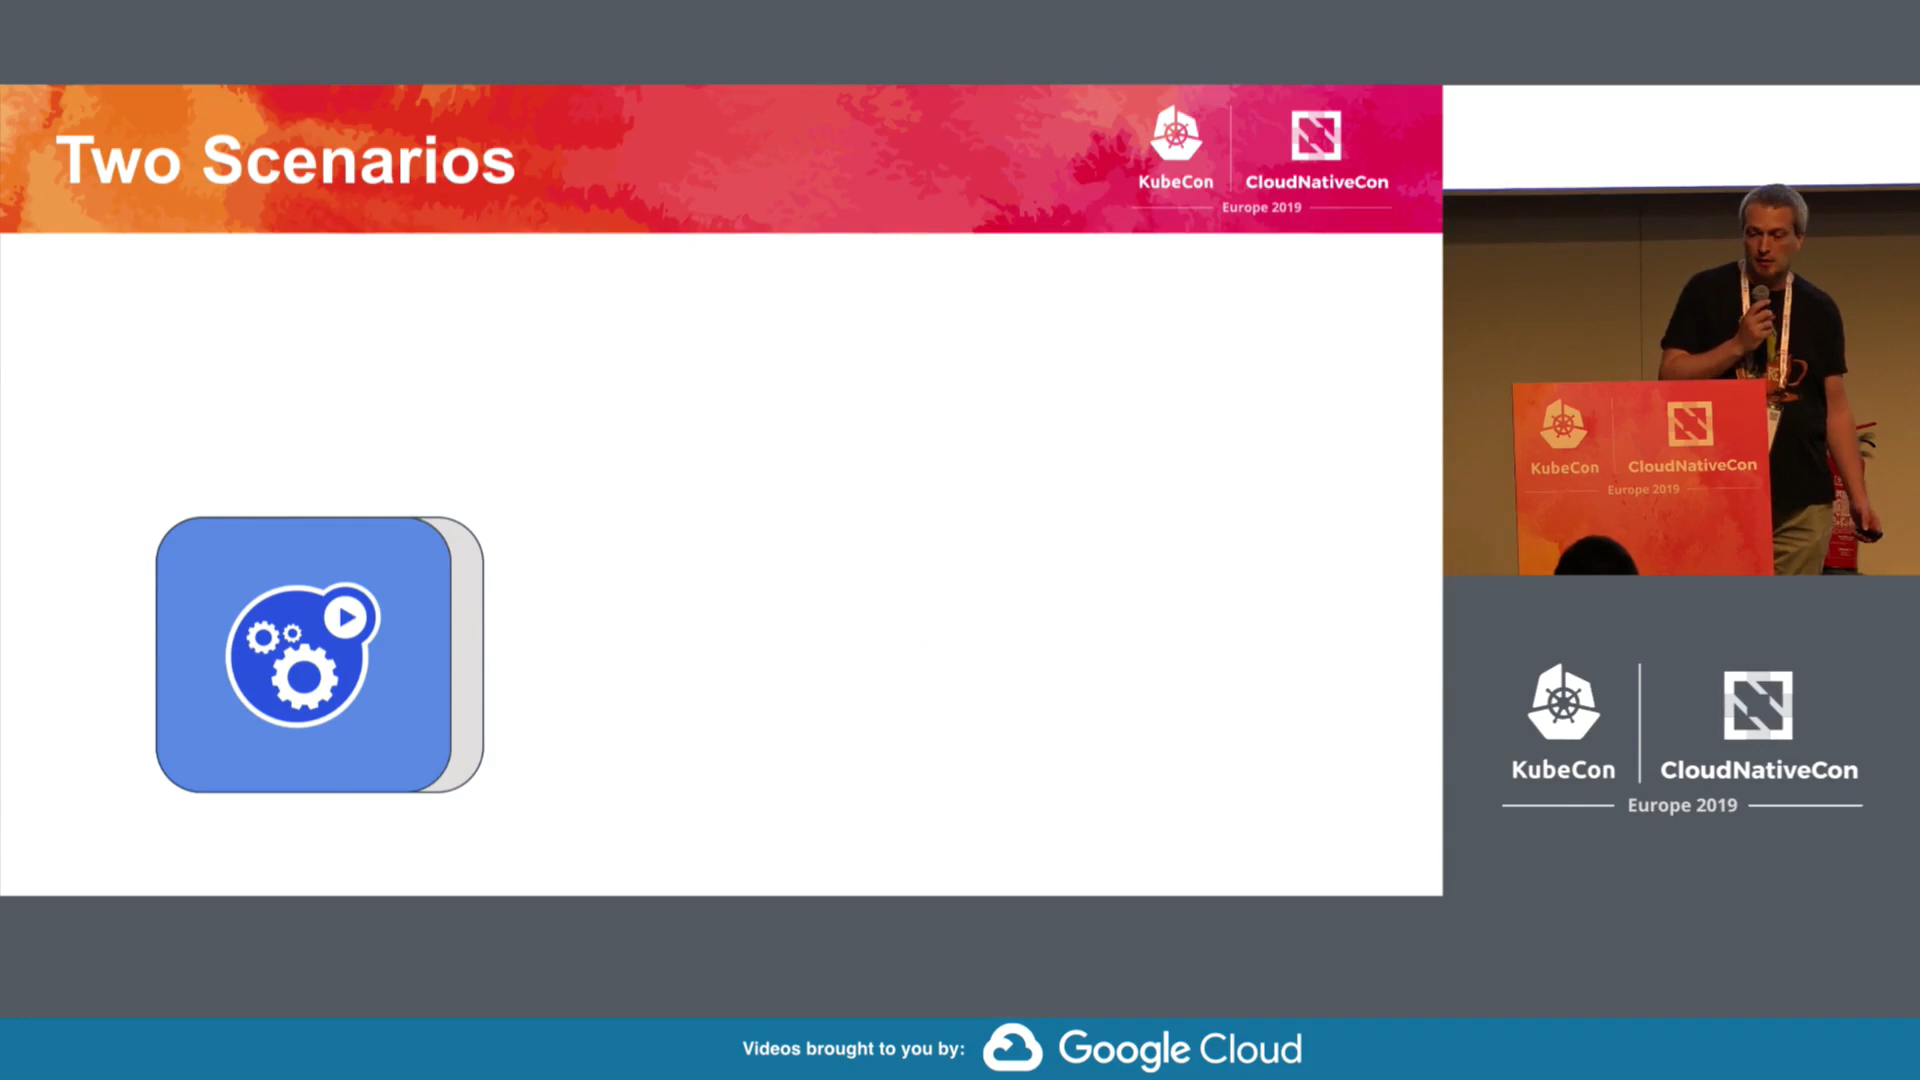 Two Scenarios
KubeCon
CloudNativeCon
Europe 2019
KubeCon
CloudNativeCon
Europe 2019
KubeCon
CloudNativeCon
Europe 2019
Videos brought to you by:
Google Cloud